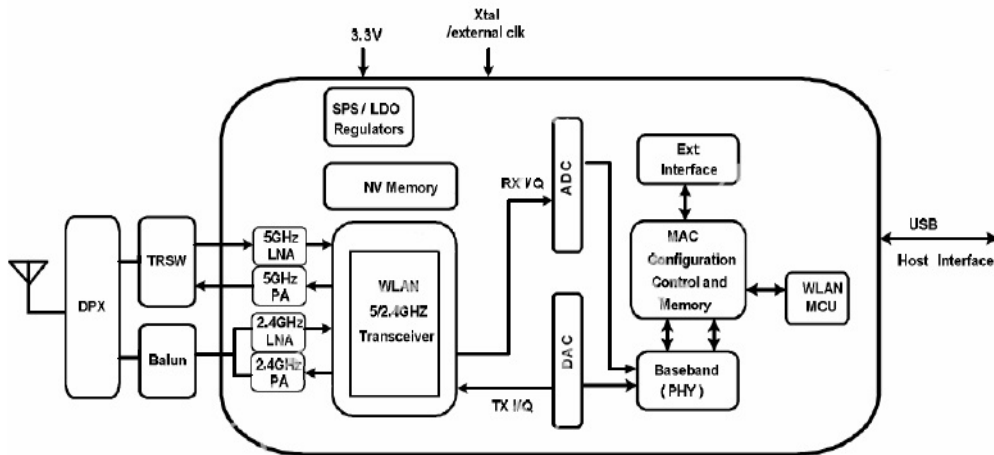 Xtal
/external clk
3.3V
SPS / LDO
Regulators
NV Memory
ADC
RX I/Q
Ext
Interface
MAC
Configuration
Control and
Memory
WLAN
MCU
USB
Host Interface
DPX
TRSW
5GHz
LNA
5GHz
PA
WLAN
5/2.4GHZ
Transceiver
Balun
2.4GHz
LNA
2.4GHz
PA
DAC
TX I/Q
Baseband
(PHY)